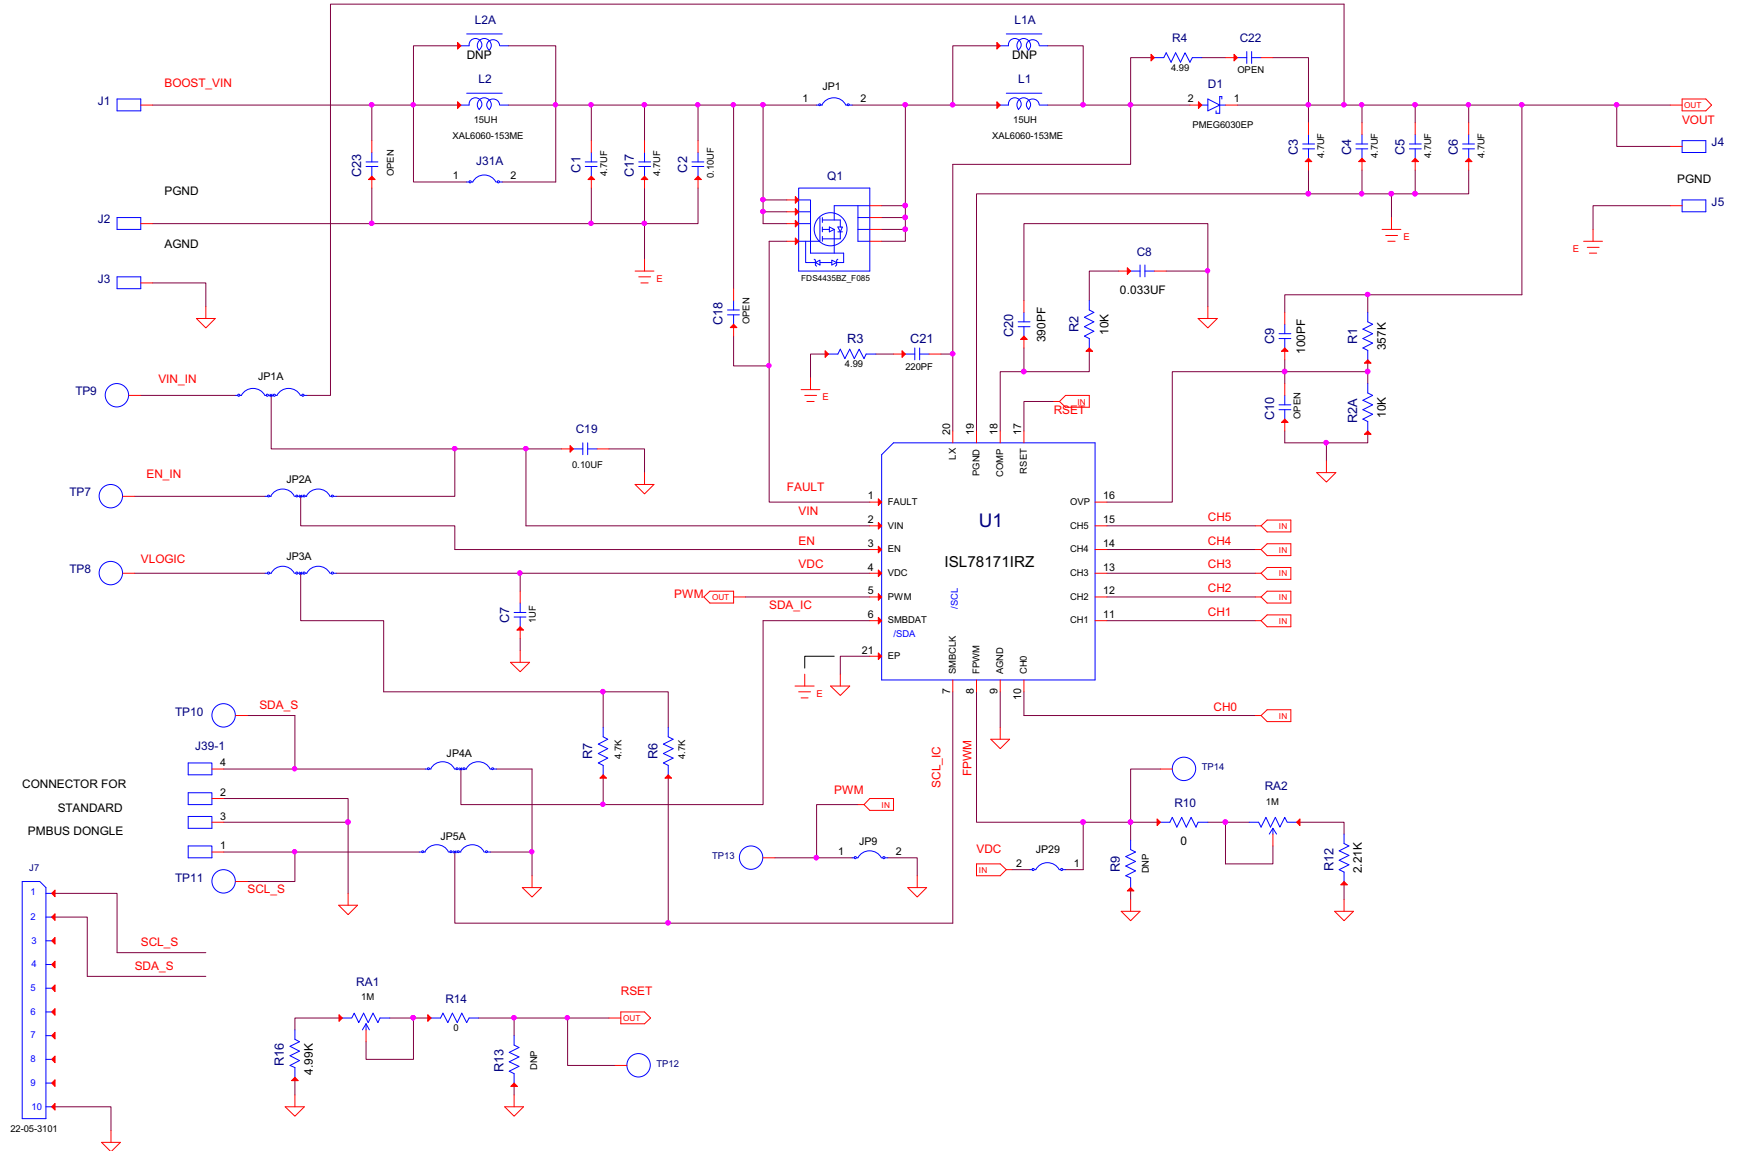 L2A
DNP
L1A
DNP
R4
4.99
C22
OPEN
BOOST_VIN
J1
L2
15UH
XAL6060-153ME
JP1
1
2
L1
15UH
XAL6060-153ME
D1
2
1
PMEG6030EP
OUT
VOUT
J4
C23
OPEN
J31A
1
2
C1
4.7UF
C17
4.7UF
C2
0.10UF
C3
4.7UF
C4
4.7UF
C5
4.7UF
C6
4.7UF
PGND
J2
AGND
J3
Q1
FDS4435BZ_F085
PGND
J5
E
E
E
C8
0.033UF
C18
OPEN
C20
390PF
R2
10K
R3
4.99
C21
220PF
E
C9
100PF
R1
357K
C10
OPEN
R2A
10K
TP9
VIN_IN
JP1A
IN
RSET
C19
0.10UF
TP7
EN_IN
JP2A
TP8
VLOGIC
JP3A
C7
1UF
20
19
18
17
LX
PGND
COMP
RSET
FAULT
1
FAULT
VIN
2
VIN
EN
3
EN
VDC
4
VDC
PWM
OUT
5
PWM
SDA_IC
6
SMBDAT
/SDA
21
EP
E
U1
ISL78171IRZ
/SCL
OVP
16
CH5
15
CH5
IN
CH4
14
CH4
IN
CH3
13
CH3
IN
CH2
12
CH2
IN
CH1
11
CH1
IN
SMBCLK
FPWM
AGND
CH0
7
8
9
10
CH0
IN
SCL_IC
FPWM
TP10
SDA_S
J39-1
4
2
3
1
JP4A
JP5A
R7
4.7K
R6
4.7K
CONNECTOR FOR
STANDARD
PMBUS DONGLE
TP11
SCL_S
PWM
IN
TP13
1
JP9
2
VDC
IN
2
JP29
1
TP14
R10
0
RA2
1M
R9
DNP
R12
2.21K
J7
1
2
3
4
5
6
7
8
9
10
22-05-3101
SCL_S
SDA_S
RA1
1M
R14
0
RSET
OUT
R16
4.99K
R13
DNP
TP12